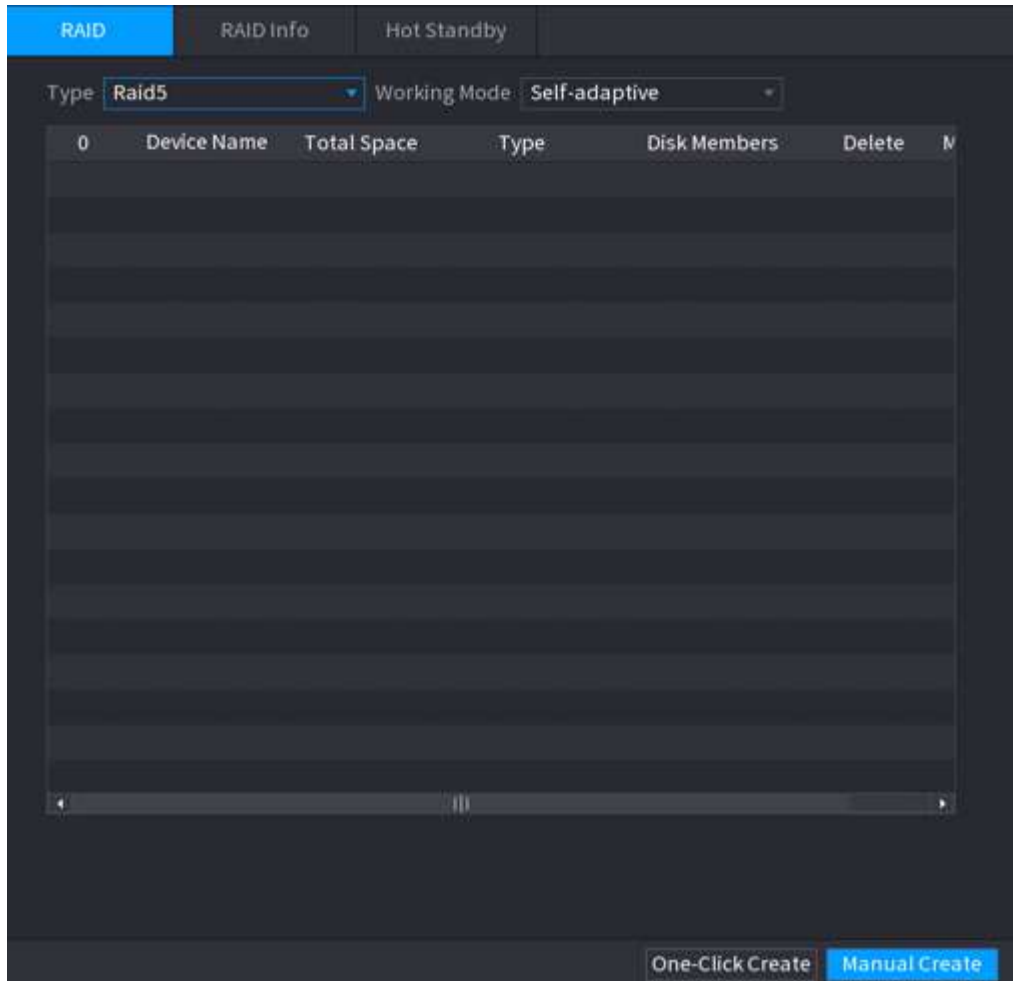 RAID RAID Info Hot Standby
Type Raid5 Working Mode Self-adaptive
0 Device Name Total Space Type Disk Members Delete
One-Click Create Manual Create